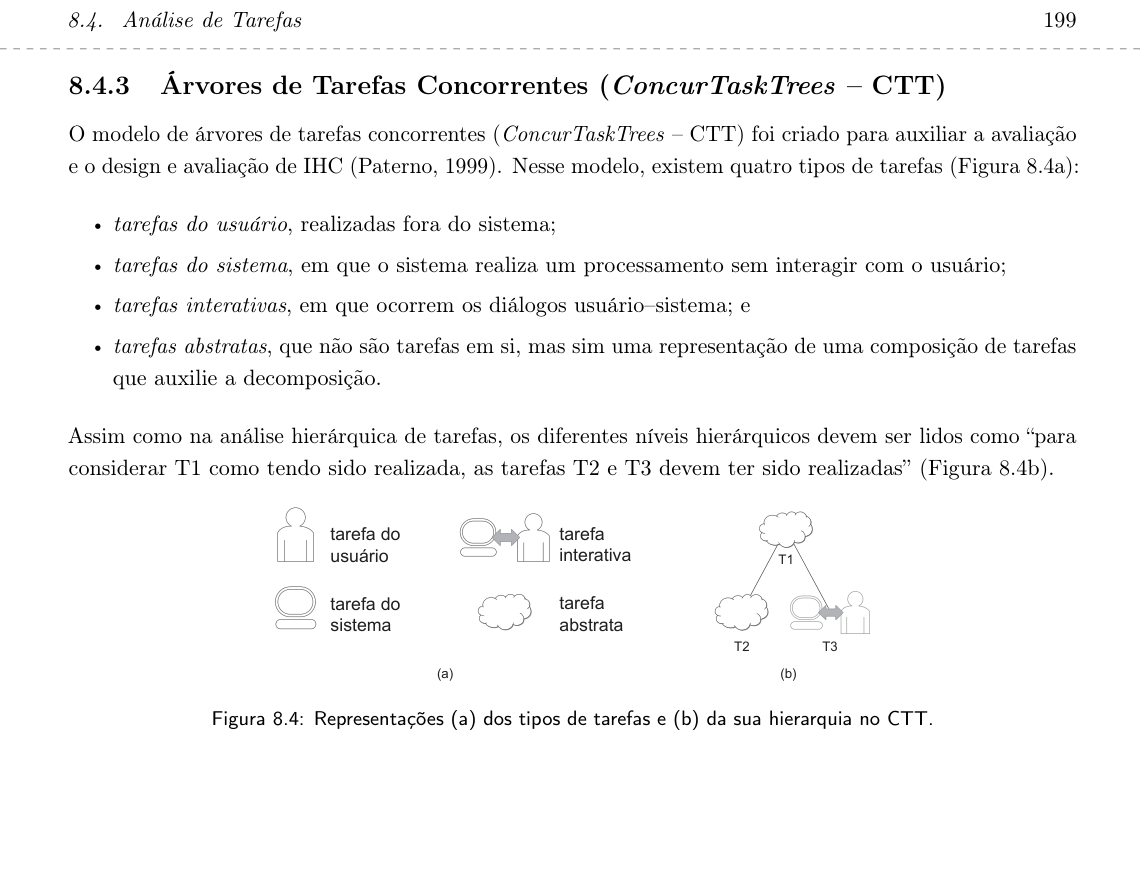 8.4. Análise de Tarefas 199
8.4.3 Árvores de Tarefas Concorrentes (ConcurTaskTrees – CTT)
O modelo de árvores de tarefas concorrentes (ConcurTaskTrees – CTT) foi criado para auxiliar a avaliação
e o design e avaliação de IHC (Paterno, 1999). Nesse modelo, existem quatro tipos de tarefas (Figura 8.4a):
• tarefas do usuário, realizadas fora do sistema;
• tarefas do sistema, em que o sistema realiza um processamento sem interagir com o usuário;
• tarefas interativas, em que ocorrem os diálogos usuário–sistema; e
• tarefas abstratas, que não são tarefas em si, mas sim uma representação de uma composição de tarefas
que auxilie a decomposição.
Assim como na análise hierárquica de tarefas, os diferentes níveis hierárquicos devem ser lidos como “para
considerar T1 como tendo sido realizada, as tarefas T2 e T3 devem ter sido realizadas” (Figura 8.4b).
tarefa do
usuário
tarefa
interativa
tarefa do
sistema
tarefa
abstrata
(a)
T1
T2 T3
(b)
Figura 8.4: Representações (a) dos tipos de tarefas e (b) da sua hierarquia no CTT.